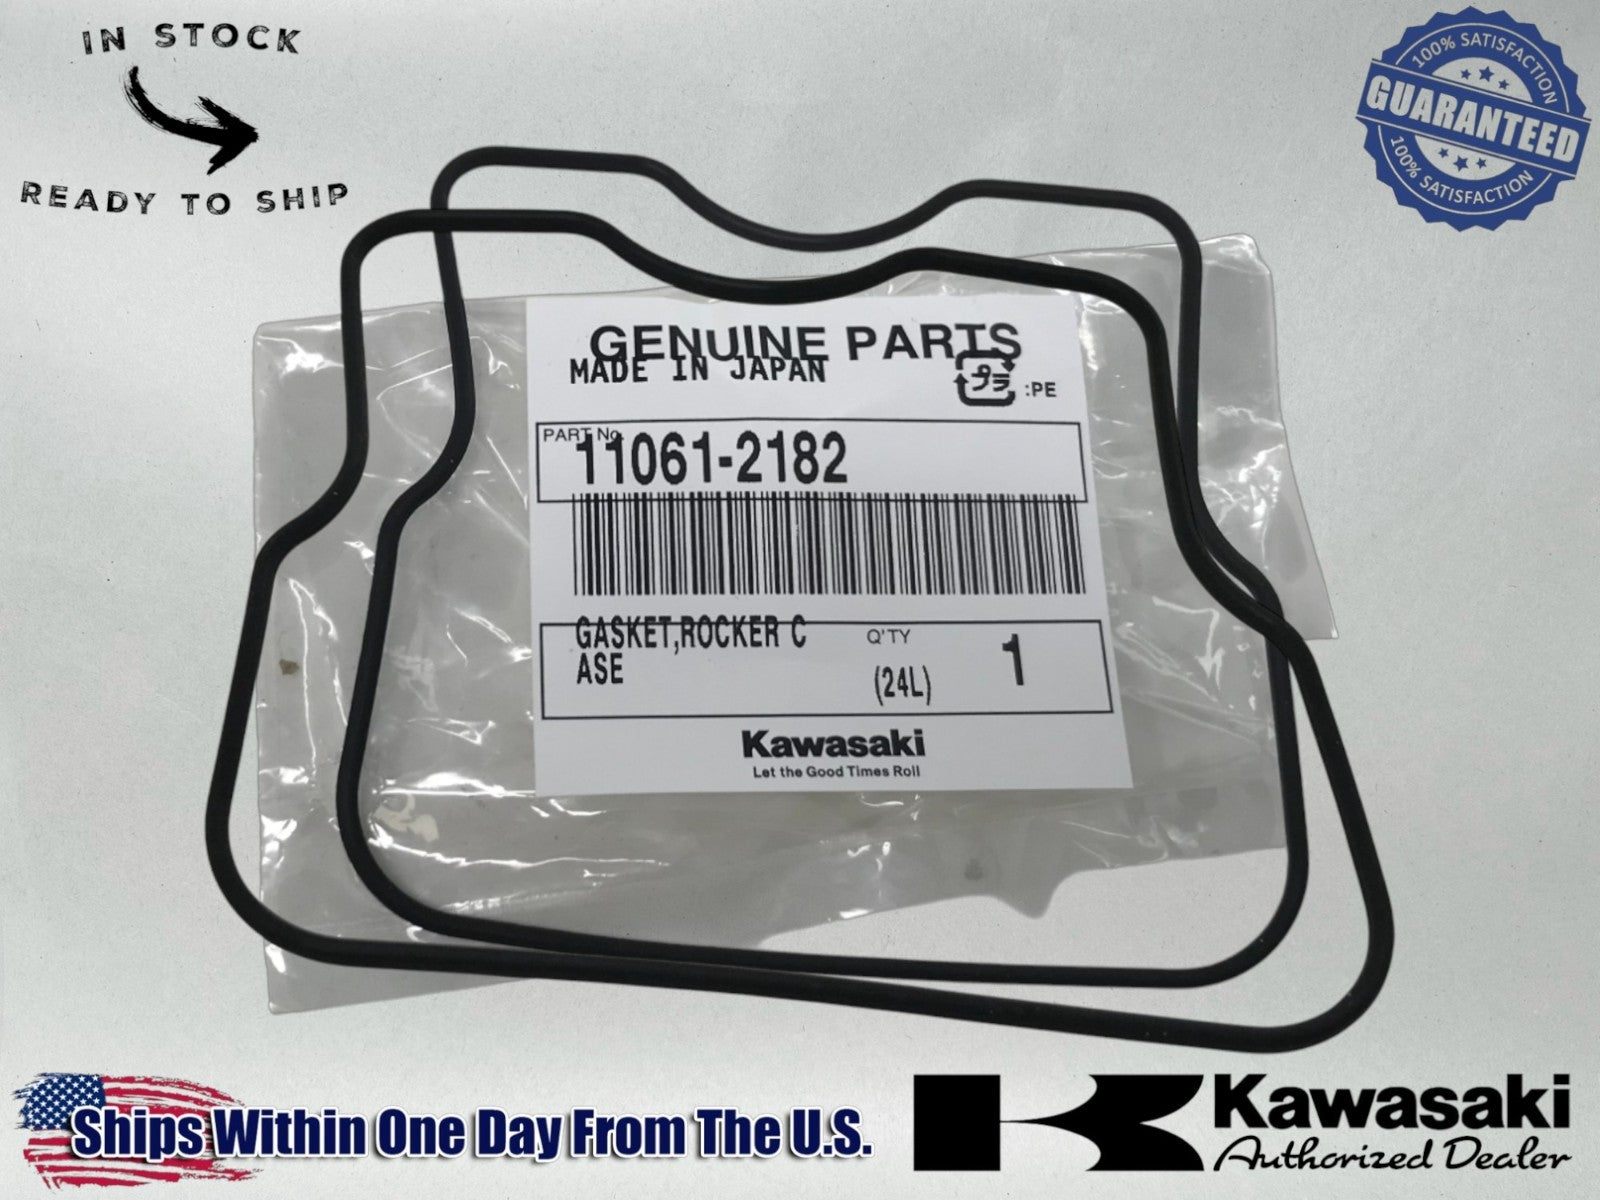 IN STOCK
READY TO SHIP
100% SATISFACTION
GUARANTEED
100% SATISFACTION
GENUINE PARTS
MADE IN JAPAN
プラ :PE
PART No.
11061-2182
GASKET,ROCKER C
ASE
Q'TY
(24L)
1
Kawasaki
Let the Good Times Roll
Ships Within One Day From The U.S.
Kawasaki
Authorized Dealer